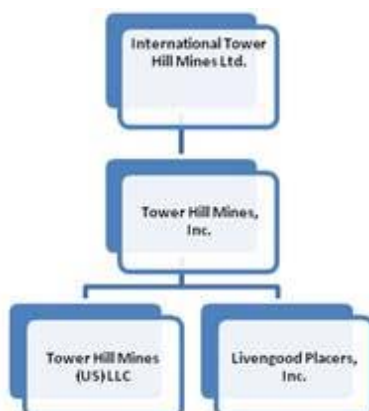 International Tower
Hill Mines Ltd.
Tower Hill Mines,
Inc.
Tower Hill Mines
(US)LLC
Livengood Placers,
Inc.